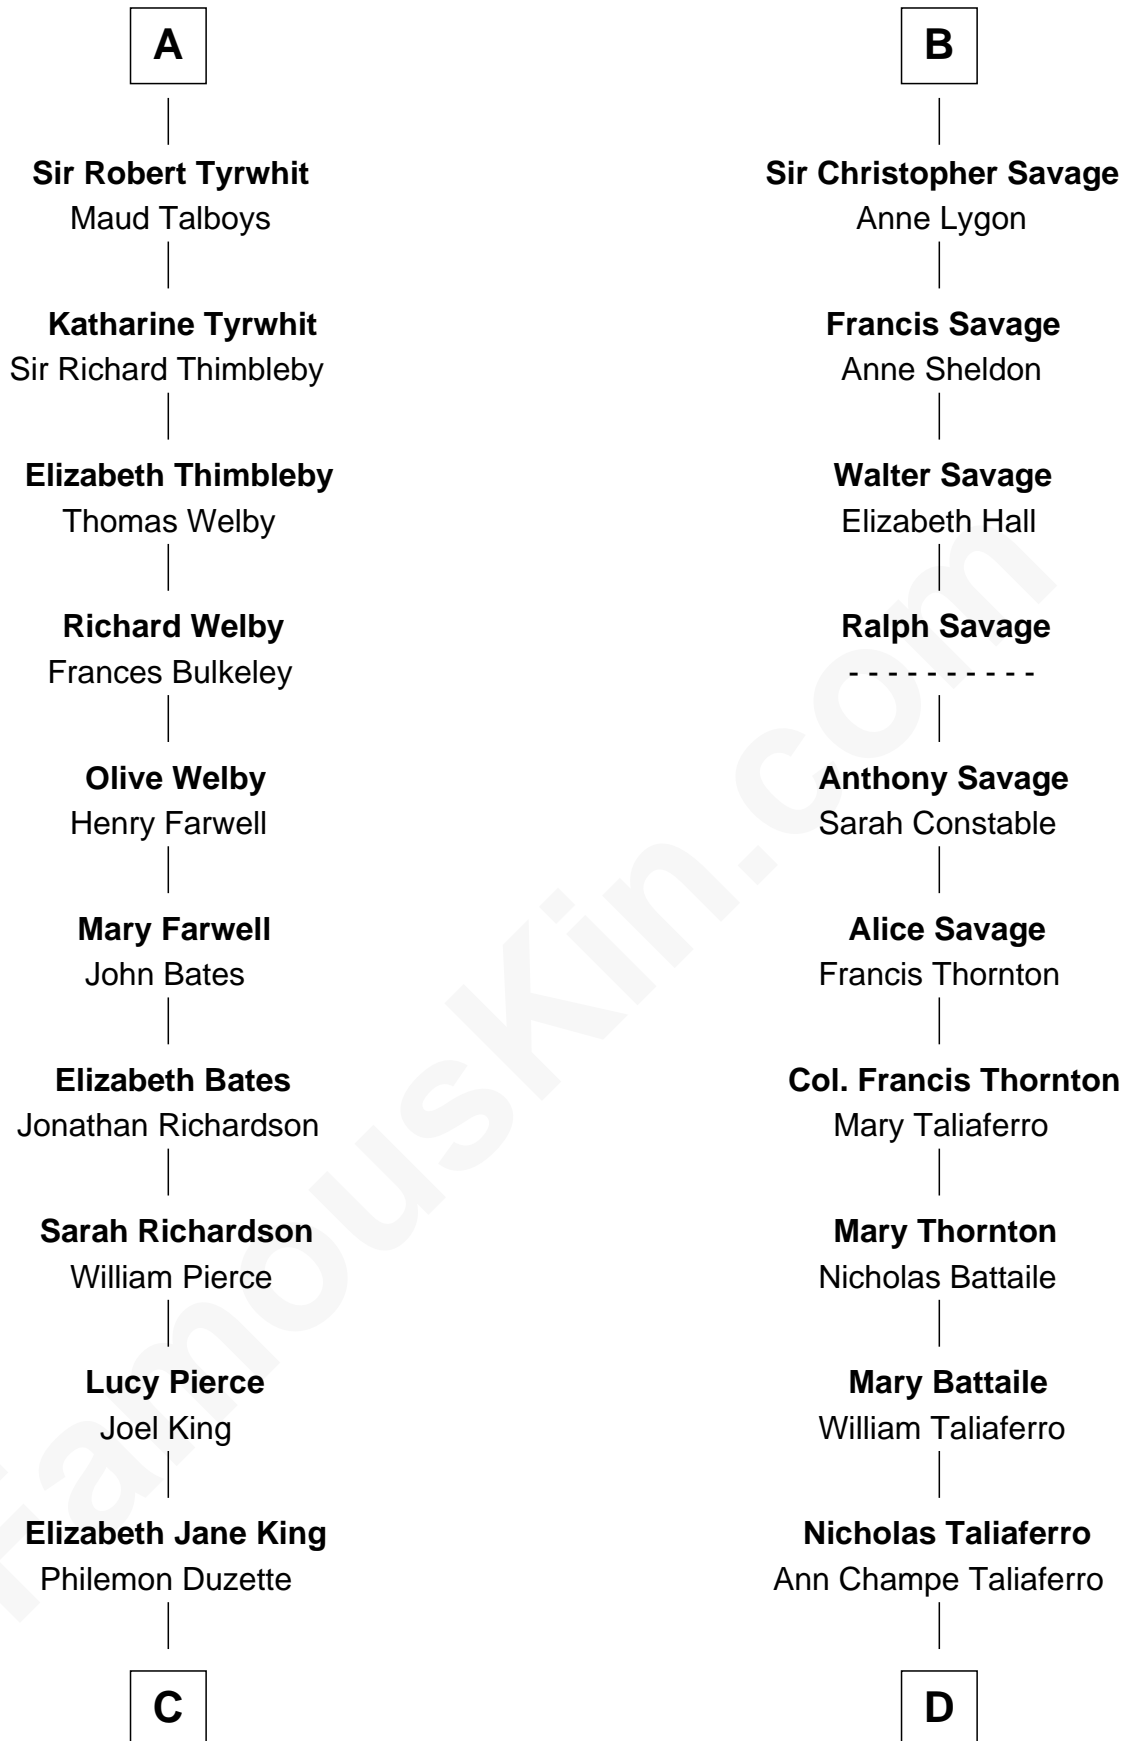 A
Sir Robert Tyrwhit
Maud Talboys
Katharine Tyrwhit
Sir Richard Thimbleby
Elizabeth Thimbleby
Thomas Welby
Richard Welby
Frances Bulkeley
Olive Welby
Henry Farwell
Mary Farwell
John Bates
Elizabeth Bates
Jonathan Richardson
Sarah Richardson
William Pierce
Lucy Pierce
Joel King
Elizabeth Jane King
Philemon Duzette
C
B
Sir Christopher Savage
Anne Lygon
Francis Savage
Anne Sheldon
Walter Savage
Elizabeth Hall
Ralph Savage
- - - - - - - - - -
Anthony Savage
Sarah Constable
Alice Savage
Francis Thornton
Col. Francis Thornton
Mary Taliaferro
Mary Thornton
Nicholas Battaile
Mary Battaile
William Taliaferro
Nicholas Taliaferro
Ann Champe Taliaferro
D
FamousKin.com